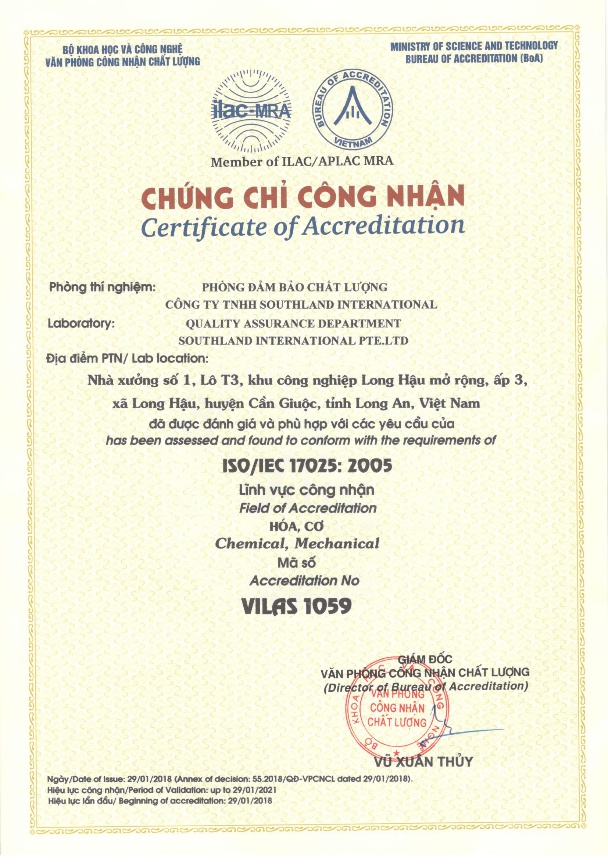 BỘ KHOA HỌC VÀ CÔNG NGHỆ
VĂN PHÒNG CÔNG NHẬN CHẤT LƯỢNG
MINISTRY OF SCIENCE AND TECHNOLOGY
BUREAU OF ACCREDITATION (BoA)
ilac-MRA
BUREAU OF ACCREDITATION
VIETNAM
Member of ILAC/APLAC MRA
CHỨNG CHỈ CÔNG NHẬN
Certificate of Accreditation
Phòng thí nghiệm: PHÒNG ĐẢM BẢO CHẤT LƯỢNG
CÔNG TY TNHH SOUTHLAND INTERNATIONAL
Laboratory: QUALITY ASSURANCE DEPARTMENT
SOUTHLAND INTERNATIONAL PTE.LTD
Địa điểm PTN/ Lab location:
Nhà xưởng số 1, Lô T3, khu công nghiệp Long Hậu mở rộng, ấp 3,
xã Long Hậu, huyện Cần Giuộc, tỉnh Long An, Việt Nam
đã được đánh giá và phù hợp với các yêu cầu của
has been assessed and found to conform with the requirements of
ISO/IEC 17025: 2005
Lĩnh vực công nhận
Field of Accreditation
HÓA, CƠ
Chemical, Mechanical
Mã số
Accreditation No
VILAS 1059
GIÁM ĐỐC
VĂN PHÒNG CÔNG NHẬN CHẤT LƯỢNG
(Director of Bureau of Accreditation)
BỘ KHOA HỌC VÀ CÔNG NGHỆ
VĂN PHÒNG
CÔNG NHẬN
CHẤT LƯỢNG
VŨ XUÂN THỦY
Ngày/Date of Issue: 29/01/2018 (Annex of decision: 55.2018/QĐ-VPCNCL dated 29/01/2018).
Hiệu lực công nhận/Period of Validation: up to 29/01/2021
Hiệu lực lần đầu/ Beginning of accreditation: 29/01/2018